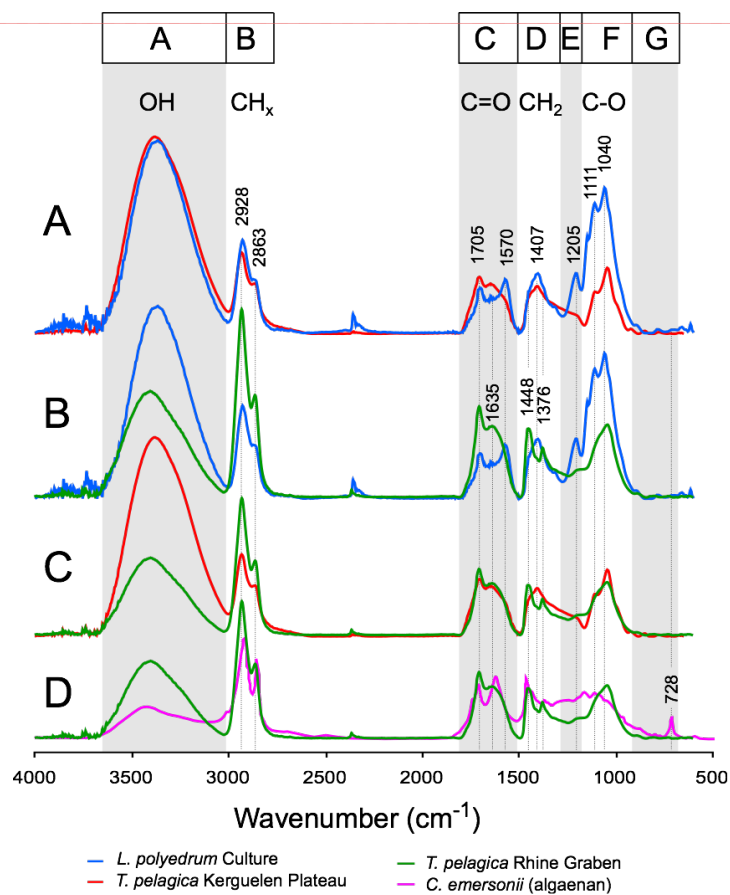 A B C D E F G
OH CHx C=O CH2 C-O
A
2928
2863
1705
1570
1407
1205
1111
1040
B
1635
1448
1376
C
D
728
4000 3500 3000 2500 2000 1500 1000 500
Wavenumber (cm-1)
L. polyedrum Culture T. pelagica Rhine Graben
T. pelagica Kerguelen Plateau C. emersonii (algaenan)